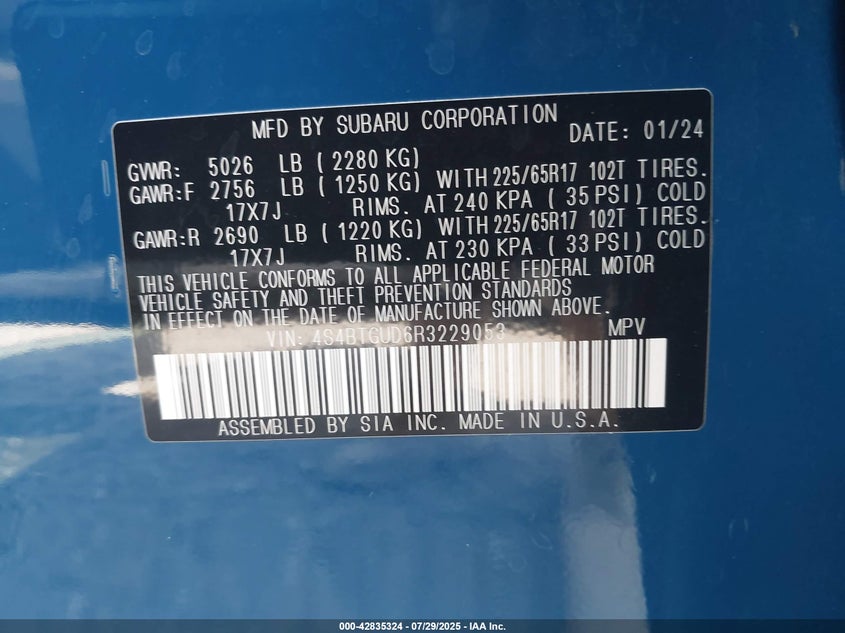 MFD BY SUBARU CORPORATION DATE: 01/24
GVWR: 5026 LB (2280 KG)
GAWR:F 2756 LB (1250 KG) WITH 225/65R17 102T TIRES.
17X7J RIMS. AT 240 KPA (35 PSI) COLD
GAWR:R 2690 LB (1220 KG) WITH 225/65R17 102T TIRES.
17X7J RIMS. AT 230 KPA (33 PSI) COLD
THIS VEHICLE CONFORMS TO ALL APPLICABLE FEDERAL MOTOR
VEHICLE SAFETY AND THEFT PREVENTION STANDARDS
IN EFFECT ON THE DATE OF MANUFACTURE SHOWN ABOVE.
VIN: 4S4BTGUD6R3229053 MPV
ASSEMBLED BY SIA INC. MADE IN U.S.A.
000-42835324 - 07/29/2025 - IAA Inc.